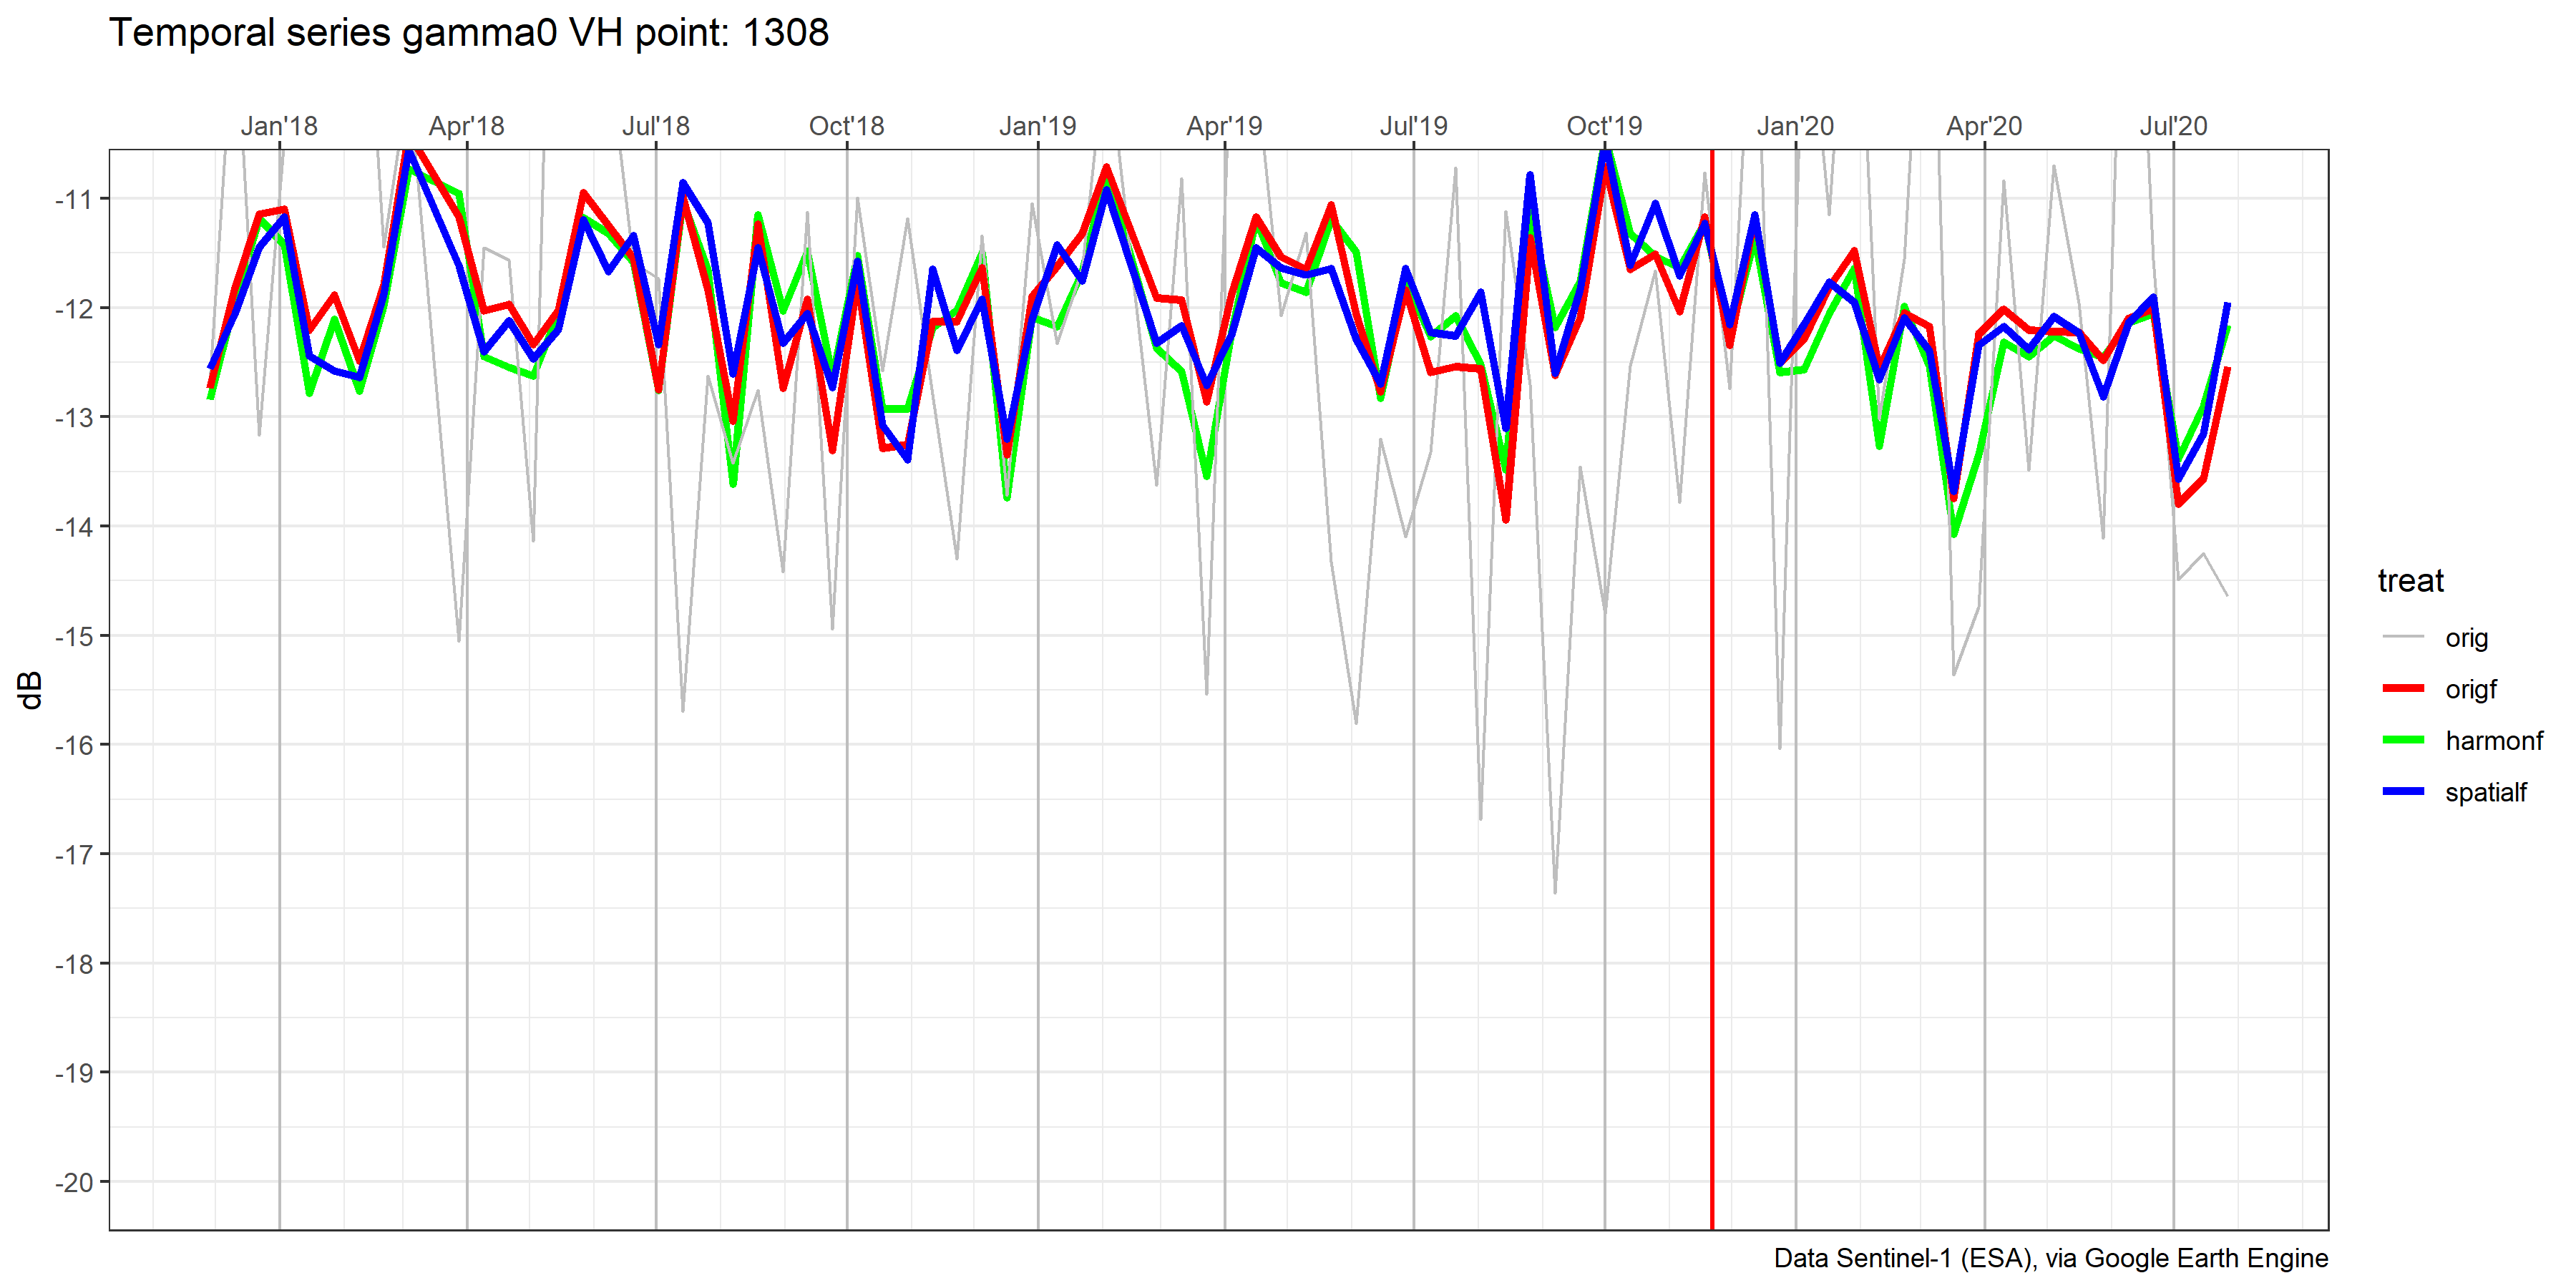 Temporal series gamma0 VH point: 1308
Jan'18 Apr'18 Jul'18 Oct'18 Jan'19 Apr'19 Jul'19 Oct'19 Jan'20 Apr'20 Jul'20
-11
-12
-13
-14
-15
-16
-17
-18
-19
-20
dB
treat
orig
origf
harmonf
spatialf
Data Sentinel-1 (ESA), via Google Earth Engine